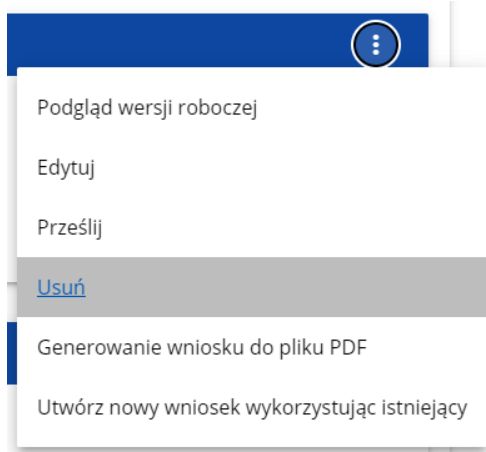 Podgląd wersji roboczej
Edytuj
Prześlij
Usuń
Generowanie wniosku do pliku PDF
Utwórz nowy wniosek wykorzystując istniejący